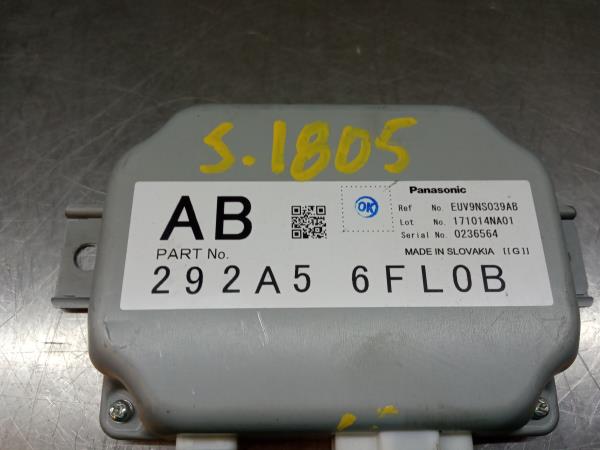 S.1805
AB
OK
Panasonic
Ref No. EUV9NS039AB
Lot No. 171014NA01
Serial No. 0236564
PART No.
MADE IN SLOVAKIA [[G]]
292A5 6FL0B